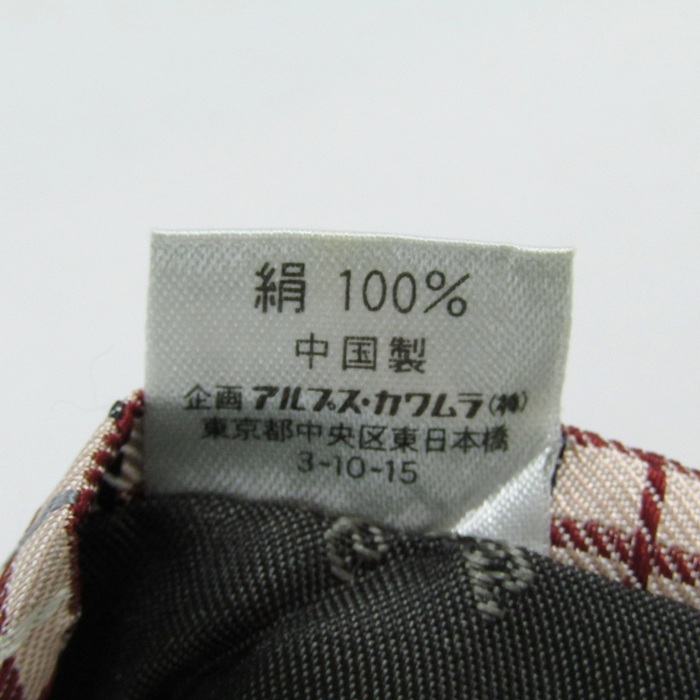 絹 100%
中国製
企画 アルプス・カワムラ(株)
東京都中央区東日本橋
3-10-15